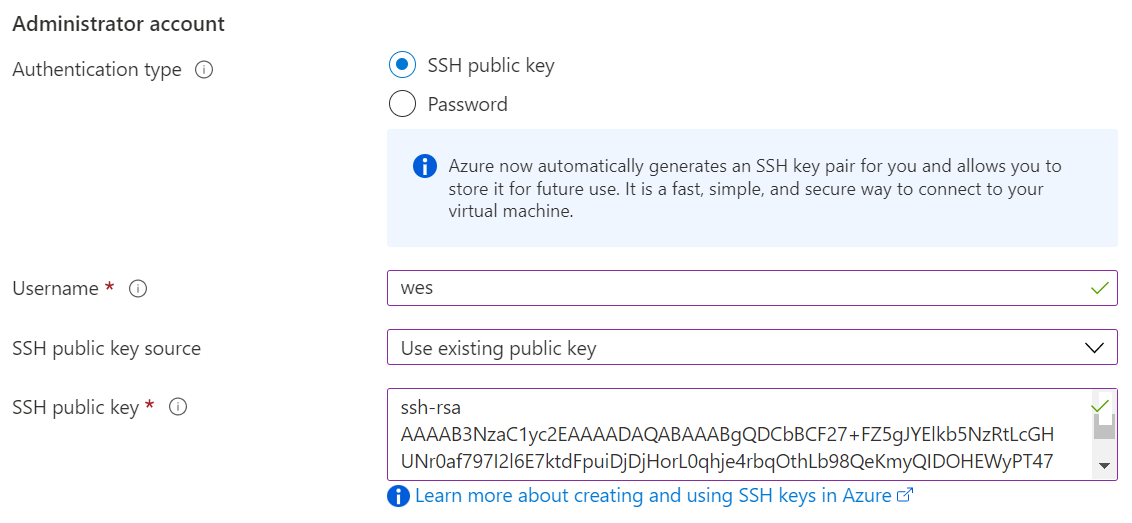 Administrator account
Authentication type
SSH public key
Password
Azure now automatically generates an SSH key pair for you and allows you to
store it for future use. It is a fast, simple, and secure way to connect to your
virtual machine.
Username *
wes
SSH public key source
Use existing public key
SSH public key *
ssh-rsa
AAAAB3NzaC1yc2EAAAADAQABAAABgQDCbBCF27+FZ5gJYElkb5NzRtLcGH
UNr0af797I2l6E7ktdFpuiDjDjHorL0qhje4rbqOthLb98QeKmyQIDOHEWyPT47
Learn more about creating and using SSH keys in Azure